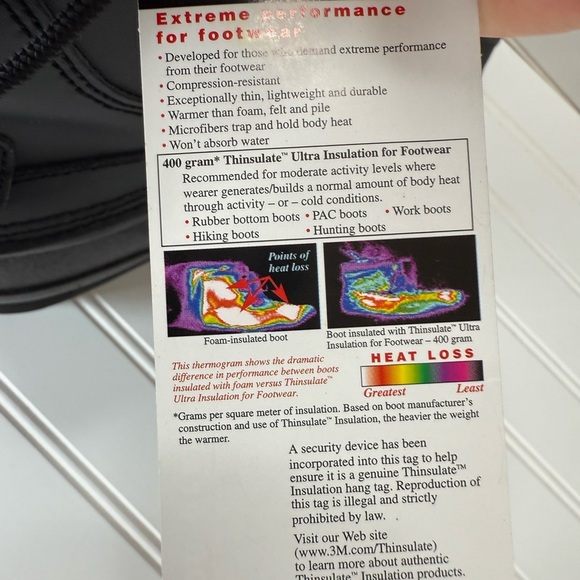 Extreme performance
for footwear
• Developed for those who demand extreme performance
from their footwear
• Compression-resistant
• Exceptionally thin, lightweight and durable
• Warmer than foam, felt and pile
• Microfibers trap and hold body heat
• Won't absorb water
400 gram* Thinsulate™ Ultra Insulation for Footwear
Recommended for moderate activity levels where
wearer generates/builds a normal amount of body heat
through activity – or – cold conditions.
• Rubber bottom boots • PAC boots • Work boots
• Hiking boots • Hunting boots
Points of
heat loss
Foam-insulated boot
Boot insulated with Thinsulate™ Ultra
Insulation for Footwear – 400 gram
This thermogram shows the dramatic
difference in performance between boots
insulated with foam versus Thinsulate™
Ultra Insulation for Footwear.
HEAT LOSS
Greatest Least
*Grams per square meter of insulation. Based on boot manufacturer's
construction and use of Thinsulate™ Insulation, the heavier the weight
the warmer.
A security device has been
incorporated into this tag to help
ensure it is a genuine Thinsulate™
Insulation hang tag. Reproduction of
this tag is illegal and strictly
prohibited by law.
Visit our Web site
(www.3M.com/Thinsulate)
to learn more about authentic
Thinsulate™ Insulation products.